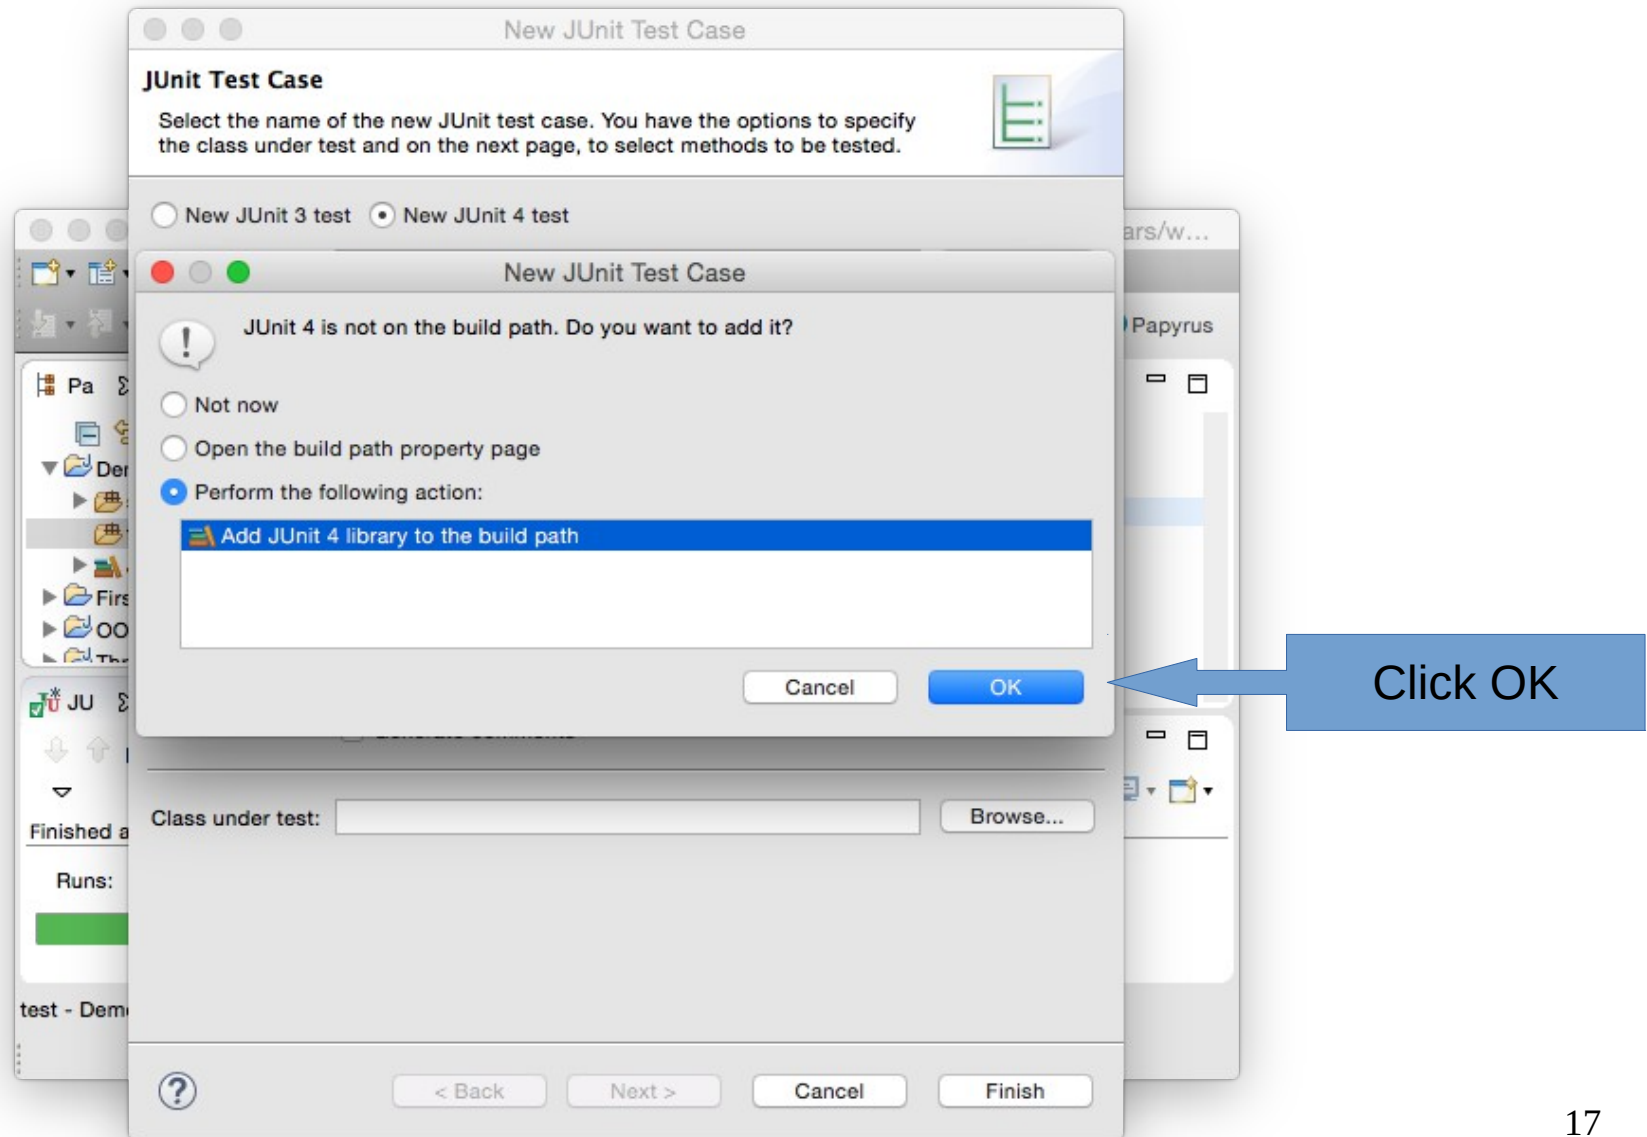 New JUnit Test Case
JUnit Test Case
Select the name of the new JUnit test case. You have the options to specify
the class under test and on the next page, to select methods to be tested.
New JUnit 3 test New JUnit 4 test
ars/w...
New JUnit Test Case
JUnit 4 is not on the build path. Do you want to add it?
Papyrus
Pa
Not now
Open the build path property page
Der
Perform the following action:
Add JUnit 4 library to the build path
Firs
OO
Cancel OK
Click OK
JU
Class under test: Browse...
Finished a
Runs:
test - Dem
? < Back Next > Cancel Finish
17